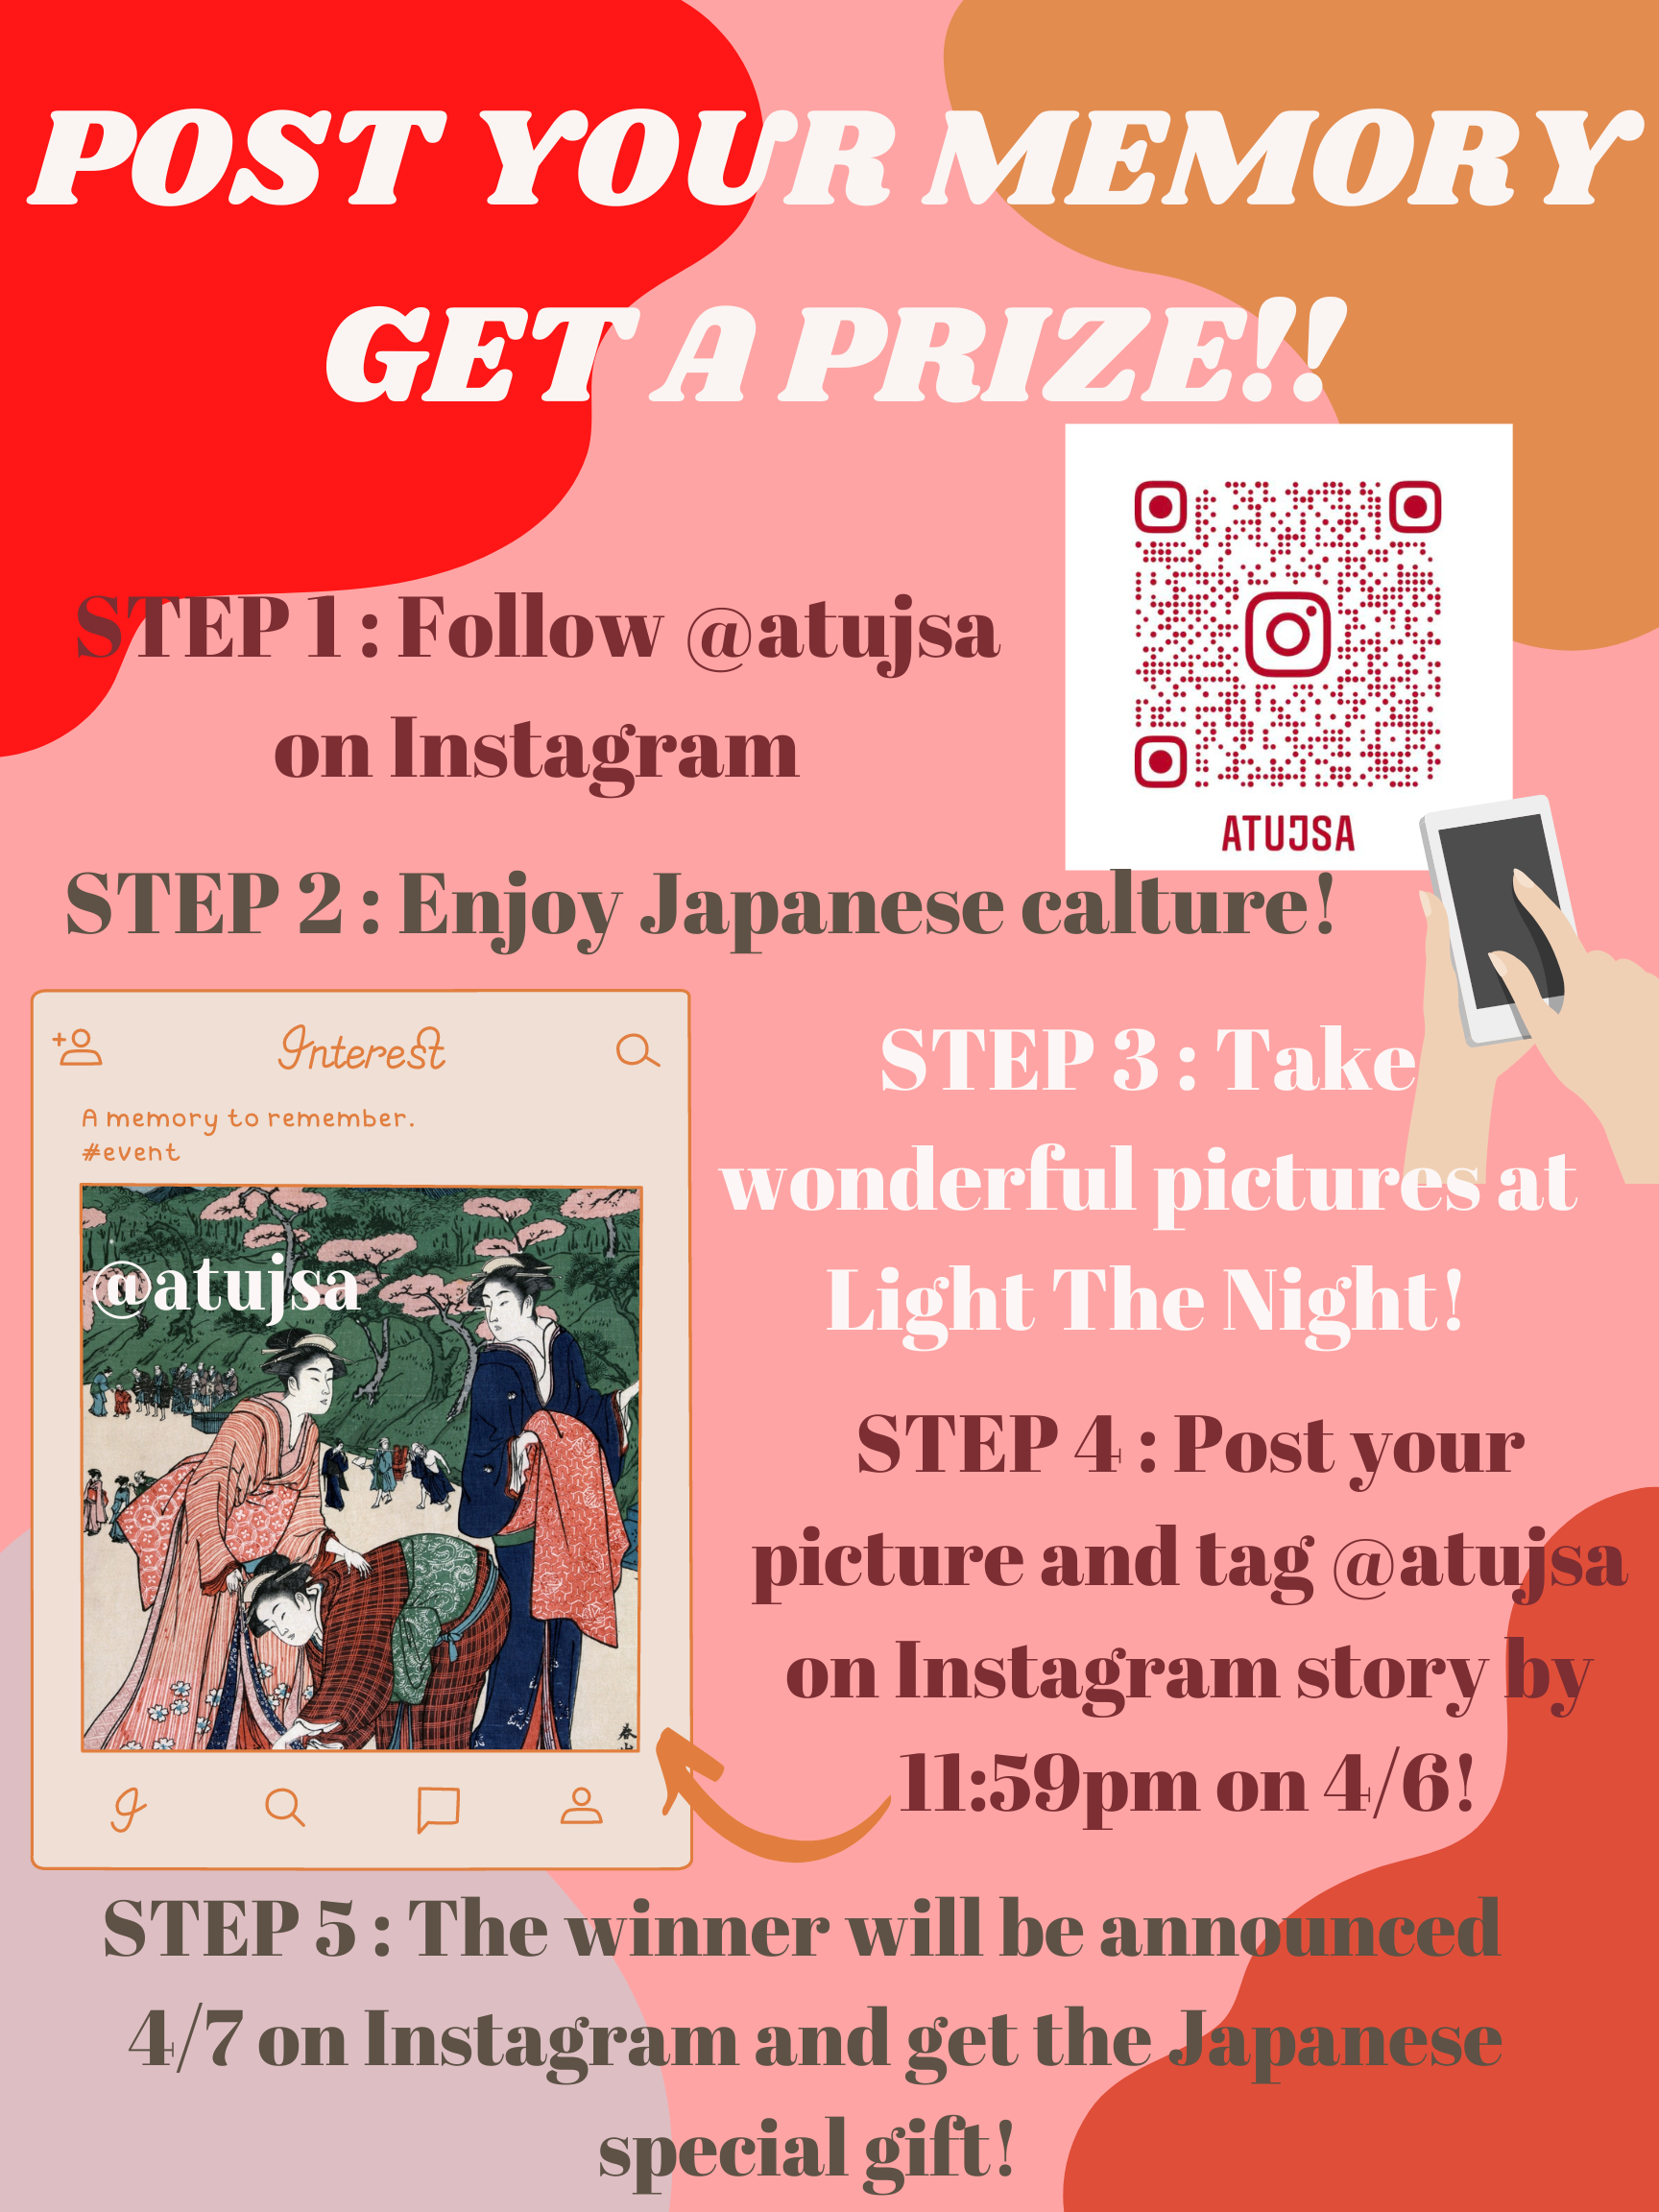 POST YOUR MEMORY
GET A PRIZE!!
ATUJSA
STEP 1 : Follow @atujsa
on Instagram
STEP 2 : Enjoy Japanese calture!
Interest
A memory to remember.
#event
@atujsa
春山
STEP 3 : Take
wonderful pictures at
Light The Night!
STEP 4 : Post your
picture and tag @atujsa
on Instagram story by
11:59pm on 4/6!
STEP 5 : The winner will be announced
4/7 on Instagram and get the Japanese
special gift!